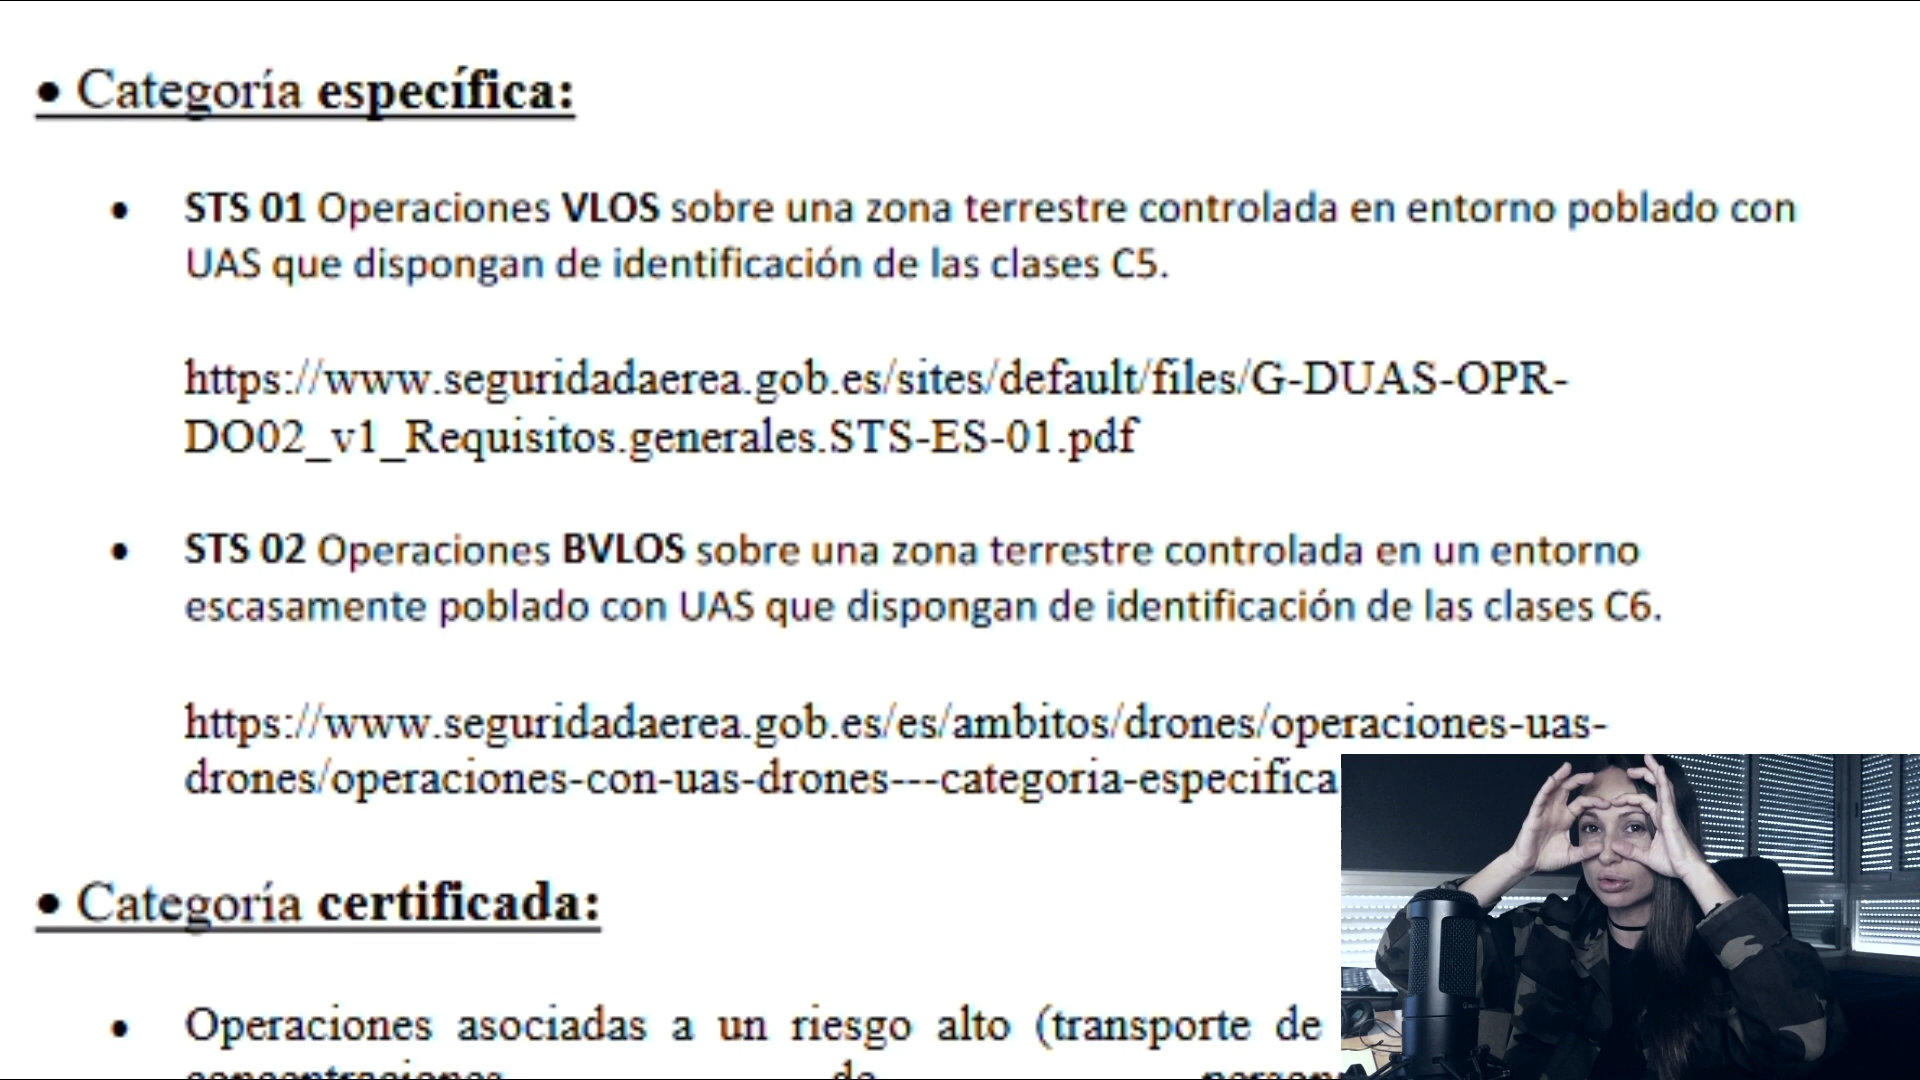 • Categoría específica:
• STS 01 Operaciones VLOS sobre una zona terrestre controlada en entorno poblado con
UAS que dispongan de identificación de las clases C5.
https://www.seguridadaerea.gob.es/sites/default/files/G-DUAS-OPR-
DO02_v1_Requisitos.generales.STS-ES-01.pdf
• STS 02 Operaciones BVLOS sobre una zona terrestre controlada en un entorno
escasamente poblado con UAS que dispongan de identificación de las clases C6.
https://www.seguridadaerea.gob.es/es/ambitos/drones/operaciones-uas-
drones/operaciones-con-uas-drones---categoria-especifica
• Categoría certificada:
• Operaciones asociadas a un riesgo alto (transporte de
concentraciones de